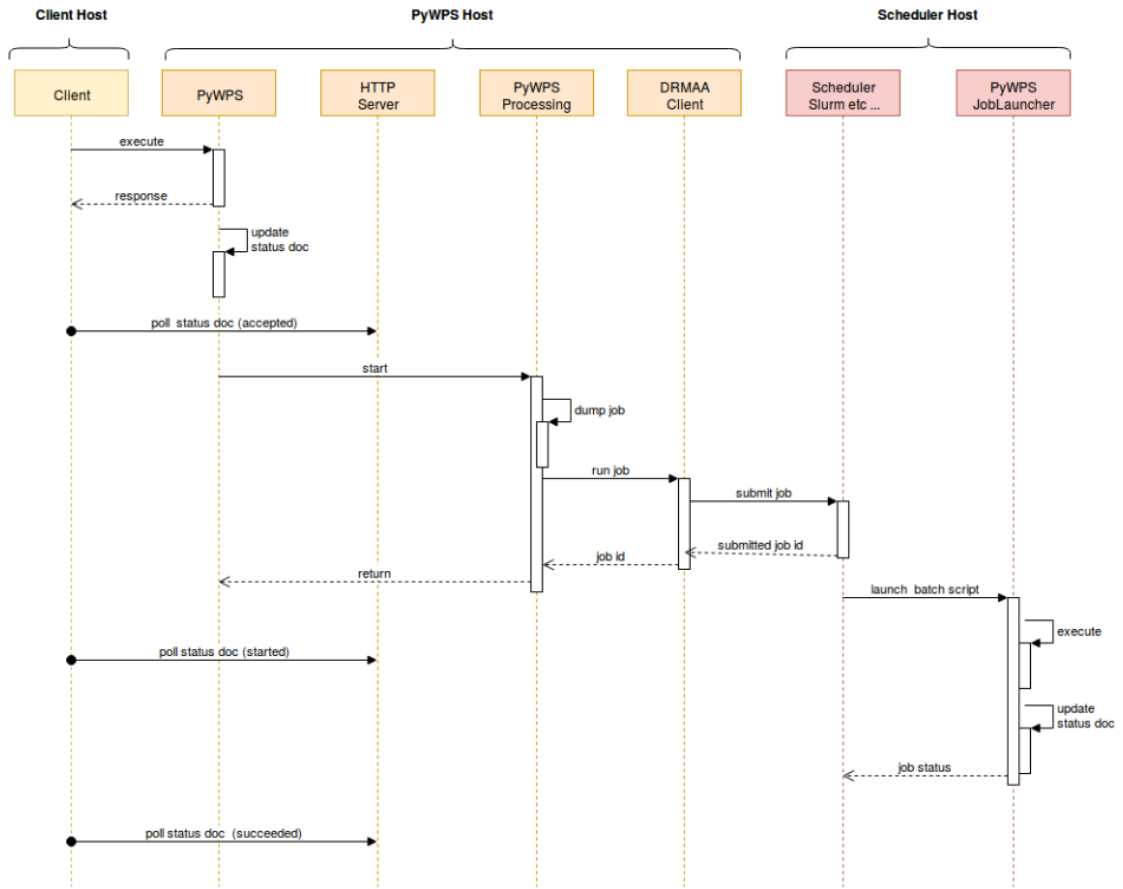 Client Host
PyWPS Host
Scheduler Host
Client
PyWPS
HTTP
Server
PyWPS
Processing
DRMAA
Client
Scheduler
Slurm etc ...
PyWPS
JobLauncher
execute
response
update
status doc
poll status doc (accepted)
start
dump job
run job
submit job
submitted job id
job id
return
launch batch script
execute
poll status doc (started)
update
status doc
job status
poll status doc (succeeded)